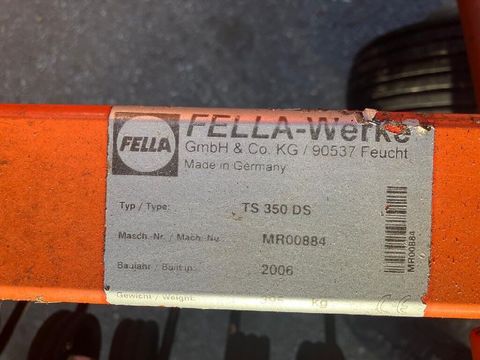 FELLA
FELLA-Werke
GmbH & Co. KG / 90537 Feucht
Made in Germany
Typ / Type: TS 350 DS
Masch.-Nr. / Mach. No. MR00884
Baujahr / Built in: 2006
Gewicht / Weight: kg CE
MR00884